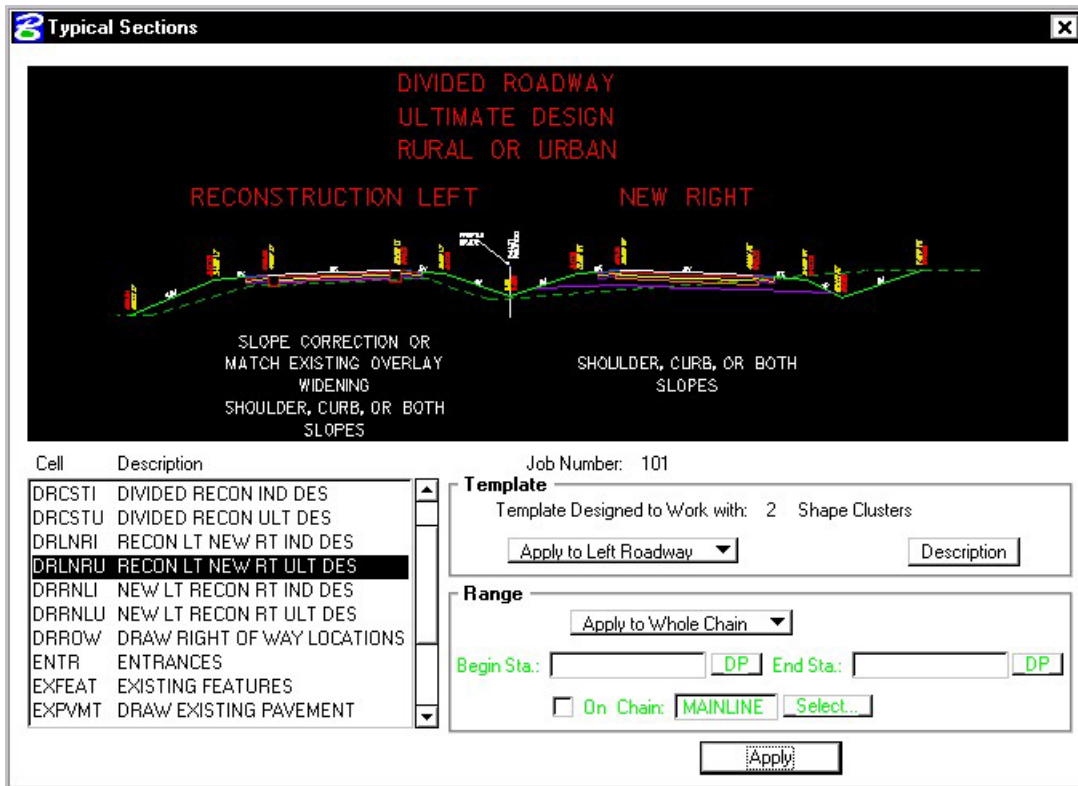 Typical Sections
DIVIDED ROADWAY
ULTIMATE DESIGN
RURAL OR URBAN
RECONSTRUCTION LEFT
NEW RIGHT
SLOPE CORRECTION OR
MATCH EXISTING OVERLAY
WIDENING
SHOULDER, CURB, OR BOTH
SLOPES
SHOULDER, CURB, OR BOTH
SLOPES
Cell Description
DRCSTI DIVIDED RECON IND DES
DRCSTU DIVIDED RECON ULT DES
DRLNRI RECON LT NEW RT IND DES
DRLNRU RECON LT NEW RT ULT DES
DRRNLI NEW LT RECON RT IND DES
DRRNLU NEW LT RECON RT ULT DES
DRROW DRAW RIGHT OF WAY LOCATIONS
ENTR ENTRANCES
EXFEAT EXISTING FEATURES
EXPVMT DRAW EXISTING PAVEMENT
Job Number: 101
Template
Template Designed to Work with: 2 Shape Clusters
Apply to Left Roadway
Description
Range
Apply to Whole Chain
Begin Sta.: DP End Sta.: DP
On Chain: MAINLINE Select...
Apply